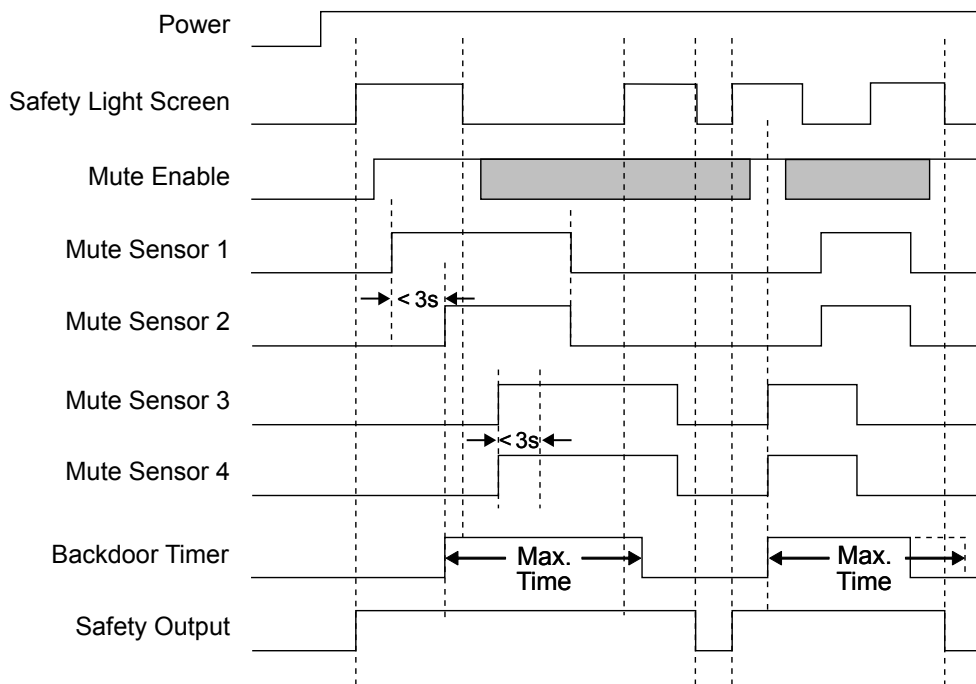 Power
Safety Light Screen
Mute Enable
Mute Sensor 1
< 3s
Mute Sensor 2
Mute Sensor 3
< 3s
Mute Sensor 4
Backdoor Timer
Max.
Time
Max.
Time
Safety Output